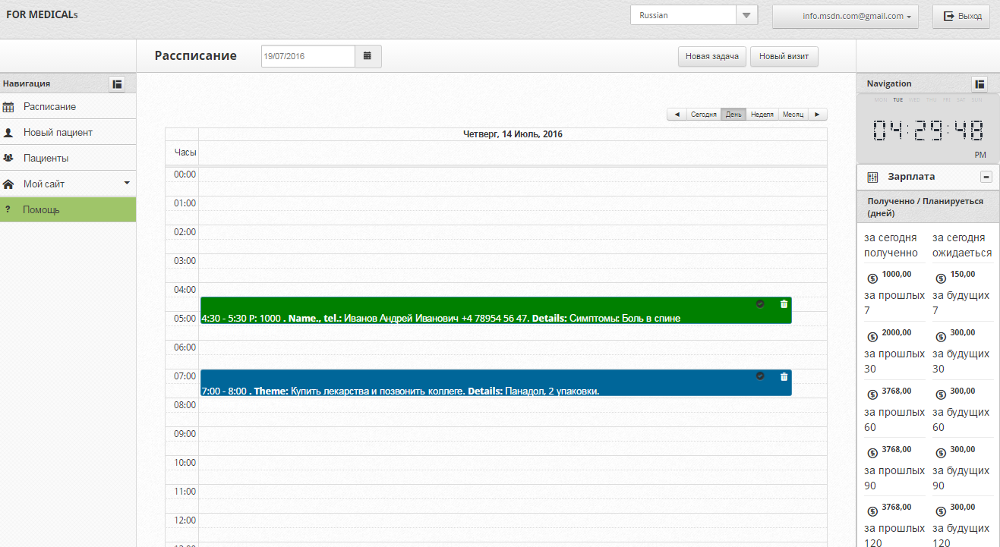 FOR MEDICALs
Russian
info.msdn.com@gmail.com
Выход
Расспиcание
19/07/2016
Новая задача
Новый визит
Навигация
Расписание
Новый пациент
Пациенты
Мой сайт
? Помощь
◄ Сегодня День Неделя Месяц ►
Четверг, 14 Июль, 2016
Часы
00:00
01:00
02:00
03:00
04:00
05:00
4:30 - 5:30 P: 1000 . Name., tel.: Иванов Андрей Иванович +4 78954 56 47. Details: Симптомы: Боль в спине
06:00
07:00
7:00 - 8:00 . Theme: Купить лекарства и позвонить коллеге. Details: Панадол, 2 упаковки.
08:00
09:00
10:00
11:00
12:00
Navigation
MON TUE WED THU FRI SAT SUN
04:29:48
PM
Зарплата
Полученно / Планируеться
(дней)
за сегодня за сегодня
полученно ожидаеться
1000,00 150,00
за прошлых за будущих
7 7
2000,00 300,00
за прошлых за будущих
30 30
3768,00 300,00
за прошлых за будущих
60 60
3768,00 300,00
за прошлых за будущих
90 90
3768,00 300,00
за прошлых за будущих
120 120